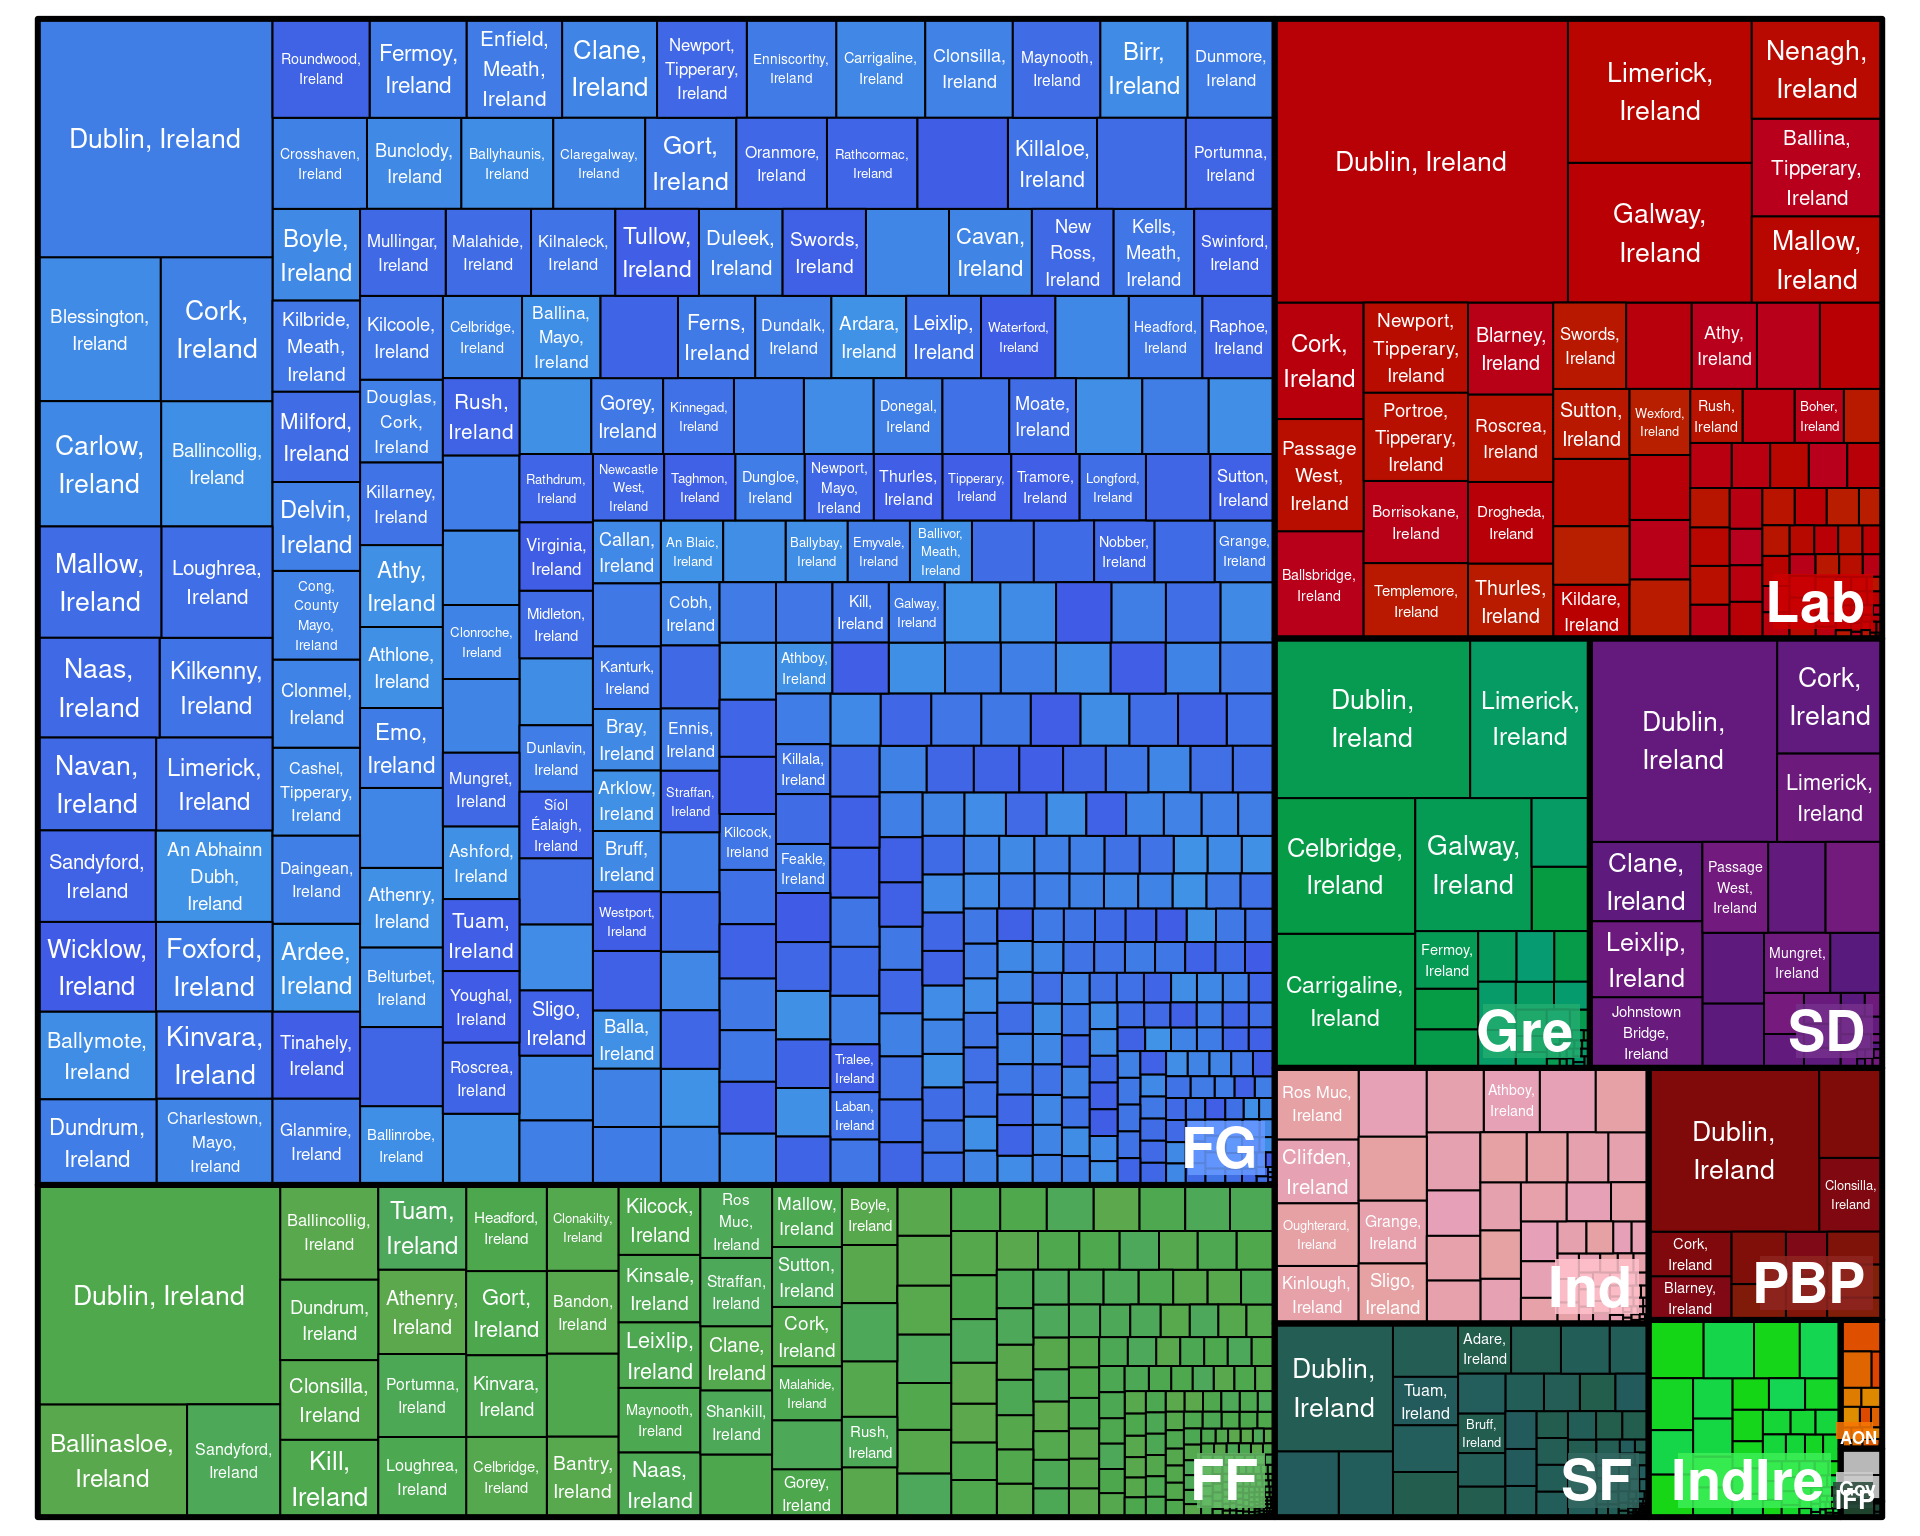 Dublin, Ireland
Roundwood,
Ireland
Fermoy,
Ireland
Enfield,
Meath,
Ireland
Clane,
Ireland
Newport,
Tipperary,
Ireland
Enniscorthy,
Ireland
Carrigaline,
Ireland
Clonsilla,
Ireland
Maynooth,
Ireland
Birr,
Ireland
Dunmore,
Ireland
Crosshaven,
Ireland
Bunclody,
Ireland
Ballyhaunis,
Ireland
Claregalway,
Ireland
Gort,
Ireland
Oranmore,
Ireland
Rathcormac,
Ireland
Killaloe,
Ireland
Portumna,
Ireland
Boyle,
Ireland
Mullingar,
Ireland
Malahide,
Ireland
Kilnaleck,
Ireland
Tullow,
Ireland
Duleek,
Ireland
Swords,
Ireland
Cavan,
Ireland
New
Ross,
Ireland
Kells,
Meath,
Ireland
Swinford,
Ireland
Blessington,
Ireland
Cork,
Ireland
Kilbride,
Meath,
Ireland
Kilcoole,
Ireland
Celbridge,
Ireland
Ballina,
Mayo,
Ireland
Ferns,
Ireland
Dundalk,
Ireland
Ardara,
Ireland
Leixlip,
Ireland
Waterford,
Ireland
Headford,
Ireland
Raphoe,
Ireland
Carlow,
Ireland
Ballincollig,
Ireland
Milford,
Ireland
Douglas,
Cork,
Ireland
Rush,
Ireland
Gorey,
Ireland
Kinnegad,
Ireland
Donegal,
Ireland
Moate,
Ireland
Delvin,
Ireland
Killarney,
Ireland
Rathdrum,
Ireland
Newcastle
West,
Ireland
Taghmon,
Ireland
Dungloe,
Ireland
Newport,
Mayo,
Ireland
Thurles,
Ireland
Tipperary,
Ireland
Tramore,
Ireland
Longford,
Ireland
Sutton,
Ireland
Mallow,
Ireland
Loughrea,
Ireland
Cong,
County
Mayo,
Ireland
Athy,
Ireland
Virginia,
Ireland
Callan,
Ireland
An Blaic,
Ireland
Ballybay,
Ireland
Emyvale,
Ireland
Ballivor,
Meath,
Ireland
Nobber,
Ireland
Grange,
Ireland
Clonroche,
Ireland
Midleton,
Ireland
Cobh,
Ireland
Kill,
Ireland
Galway,
Ireland
Naas,
Ireland
Kilkenny,
Ireland
Clonmel,
Ireland
Athlone,
Ireland
Kanturk,
Ireland
Athboy,
Ireland
Navan,
Ireland
Limerick,
Ireland
Cashel,
Tipperary,
Ireland
Emo,
Ireland
Mungret,
Ireland
Dunlavin,
Ireland
Bray,
Ireland
Ennis,
Ireland
Killala,
Ireland
Síol
Éalaigh,
Ireland
Arklow,
Ireland
Straffan,
Ireland
Sandyford,
Ireland
An Abhainn
Dubh,
Ireland
Daingean,
Ireland
Athenry,
Ireland
Ashford,
Ireland
Bruff,
Ireland
Kilcock,
Ireland
Feakle,
Ireland
Wicklow,
Ireland
Foxford,
Ireland
Ardee,
Ireland
Belturbet,
Ireland
Tuam,
Ireland
Westport,
Ireland
Ballymote,
Ireland
Kinvara,
Ireland
Tinahely,
Ireland
Youghal,
Ireland
Sligo,
Ireland
Balla,
Ireland
Roscrea,
Ireland
Tralee,
Ireland
Dundrum,
Ireland
Charlestown,
Mayo,
Ireland
Glanmire,
Ireland
Ballinrobe,
Ireland
Laban,
Ireland
FG
Dublin, Ireland
Limerick,
Ireland
Nenagh,
Ireland
Ballina,
Tipperary,
Ireland
Galway,
Ireland
Mallow,
Ireland
Cork,
Ireland
Newport,
Tipperary,
Ireland
Blarney,
Ireland
Swords,
Ireland
Athy,
Ireland
Passage
West,
Ireland
Portroe,
Tipperary,
Ireland
Roscrea,
Ireland
Sutton,
Ireland
Wexford,
Ireland
Rush,
Ireland
Boher,
Ireland
Borrisokane,
Ireland
Drogheda,
Ireland
Ballsbridge,
Ireland
Templemore,
Ireland
Thurles,
Ireland
Kildare,
Ireland
Lab
Dublin,
Ireland
Limerick,
Ireland
Celbridge,
Ireland
Galway,
Ireland
Carrigaline,
Ireland
Fermoy,
Ireland
Gre
Dublin,
Ireland
Cork,
Ireland
Limerick,
Ireland
Clane,
Ireland
Passage
West,
Ireland
Leixlip,
Ireland
Mungret,
Ireland
Johnstown
Bridge,
Ireland
SD
Ros Muc,
Ireland
Athboy,
Ireland
Clifden,
Ireland
Oughterard,
Ireland
Grange,
Ireland
Kinlough,
Ireland
Sligo,
Ireland
Ind
Dublin,
Ireland
Clonsilla,
Ireland
Cork,
Ireland
Blarney,
Ireland
PBP
Dublin, Ireland
Ballincollig,
Ireland
Tuam,
Ireland
Headford,
Ireland
Clonakilty,
Ireland
Kilcock,
Ireland
Ros
Muc,
Ireland
Mallow,
Ireland
Boyle,
Ireland
Dundrum,
Ireland
Athenry,
Ireland
Gort,
Ireland
Bandon,
Ireland
Kinsale,
Ireland
Straffan,
Ireland
Sutton,
Ireland
Leixlip,
Ireland
Clane,
Ireland
Cork,
Ireland
Clonsilla,
Ireland
Portumna,
Ireland
Kinvara,
Ireland
Maynooth,
Ireland
Shankill,
Ireland
Malahide,
Ireland
Rush,
Ireland
Ballinasloe,
Ireland
Sandyford,
Ireland
Kill,
Ireland
Loughrea,
Ireland
Celbridge,
Ireland
Bantry,
Ireland
Naas,
Ireland
Gorey,
Ireland
FF
Dublin,
Ireland
Adare,
Ireland
Tuam,
Ireland
Bruff,
Ireland
SF
IndIre
AON
Gov
IFP